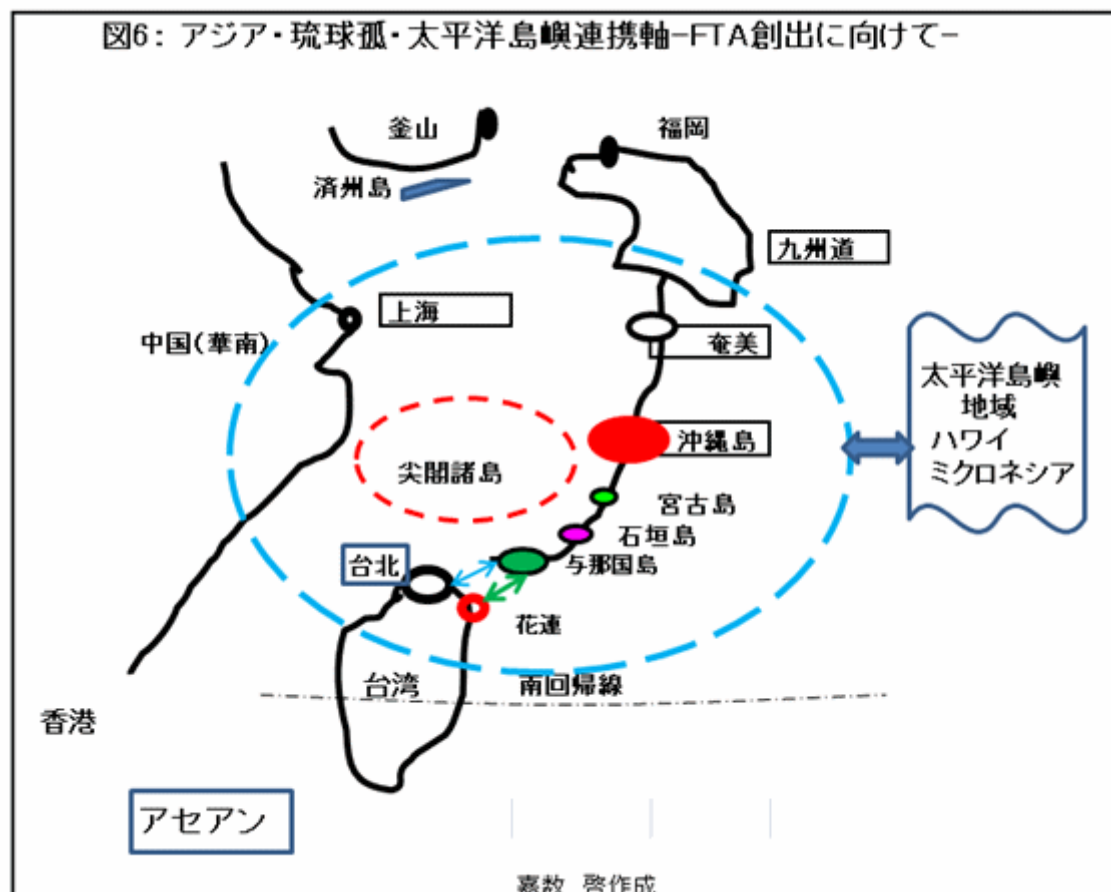 図6：アジア・琉球孤・太平洋島嶼連携軸-FTA創出に向けて-
釜山
福岡
済州島
九州道
上海
中国(華南)
奄美
太平洋島嶼
地域
ハワイ
ミクロネシア
沖縄島
尖閣諸島
宮古島
石垣島
台北
与那国島
花連
台湾
南回帰線
香港
アセアン
嘉数 啓作成